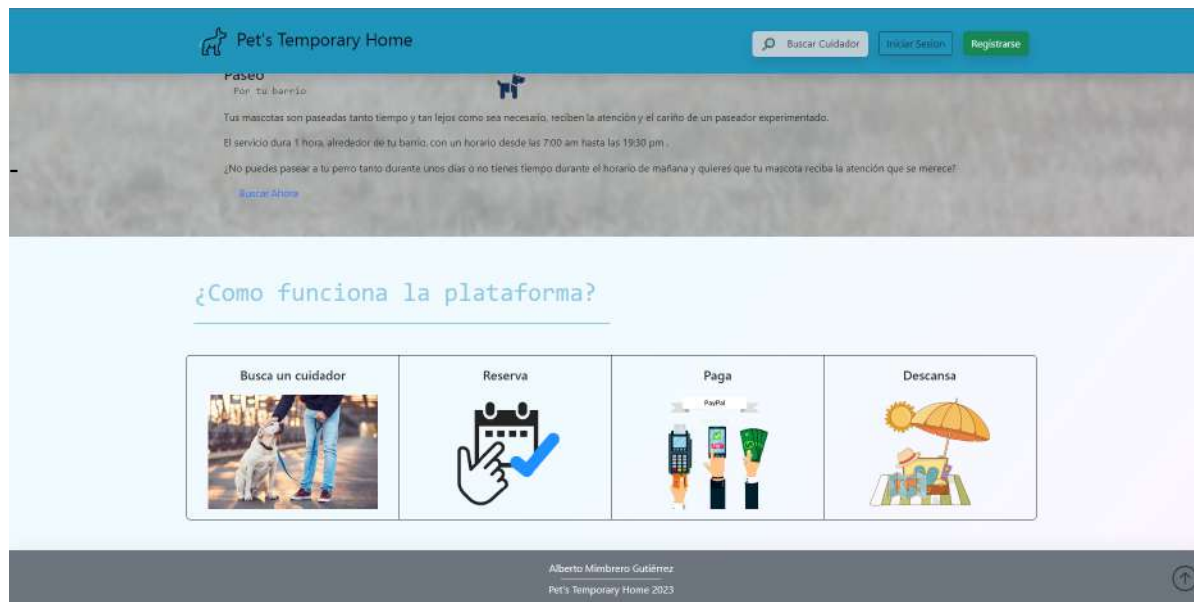 Pet's Temporary Home
Buscar Cuidador
Iniciar Sesion
Registrarse
Paseo
Por tu barrio
Tus mascotas son paseadas tanto tiempo y tan lejos como sea necesario, reciben la atención y el cariño de un paseador experimentado.
El servicio dura 1 hora, alrededor de tu barrio, con un horario desde las 7:00 am hasta las 19:30 pm .
¿No puedes pasear a tu perro tanto durante unos días o no tienes tiempo durante el horario de mañana y quieres que tu mascota reciba la atención que se merece?
Buscar Ahora
¿Como funciona la plataforma?
Busca un cuidador
Reserva
Paga
Descansa
PayPal
Alberto Mimbrero Gutiérrez
Pet's Temporary Home 2023